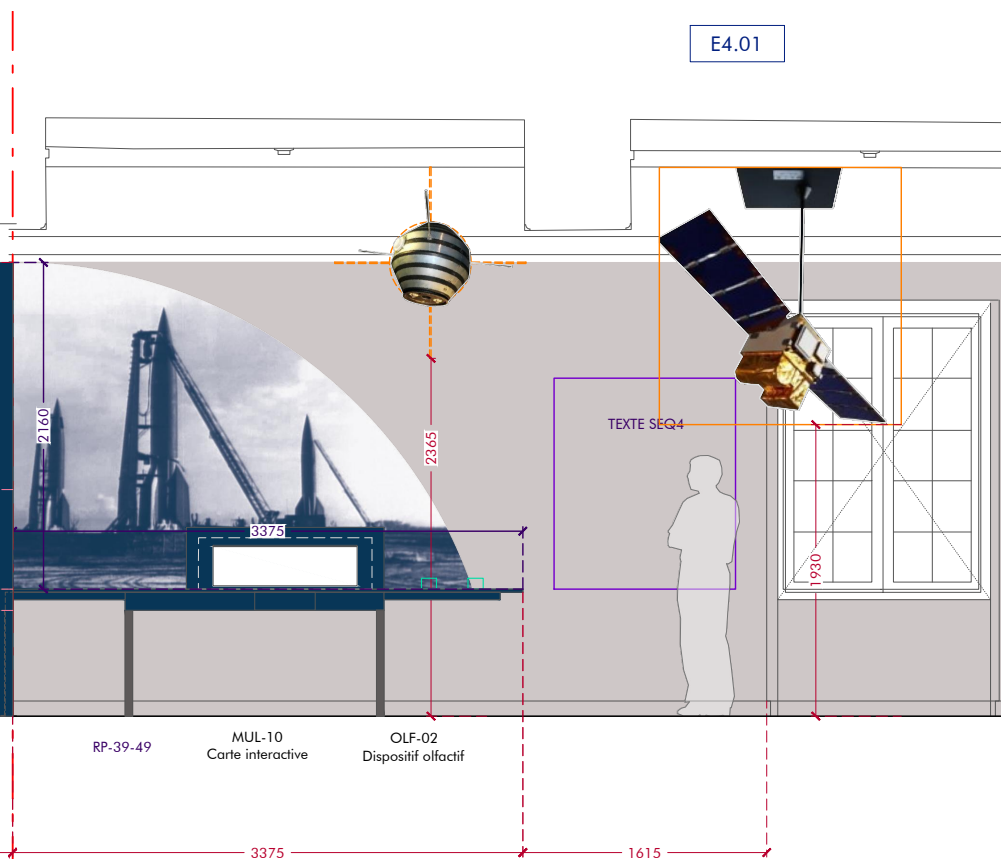 E4.01
2160
2365
TEXTE SEQ4
3375
1930
RP-39-49
MUL-10
Carte interactive
OLF-02
Dispositif olfactif
3375
1615